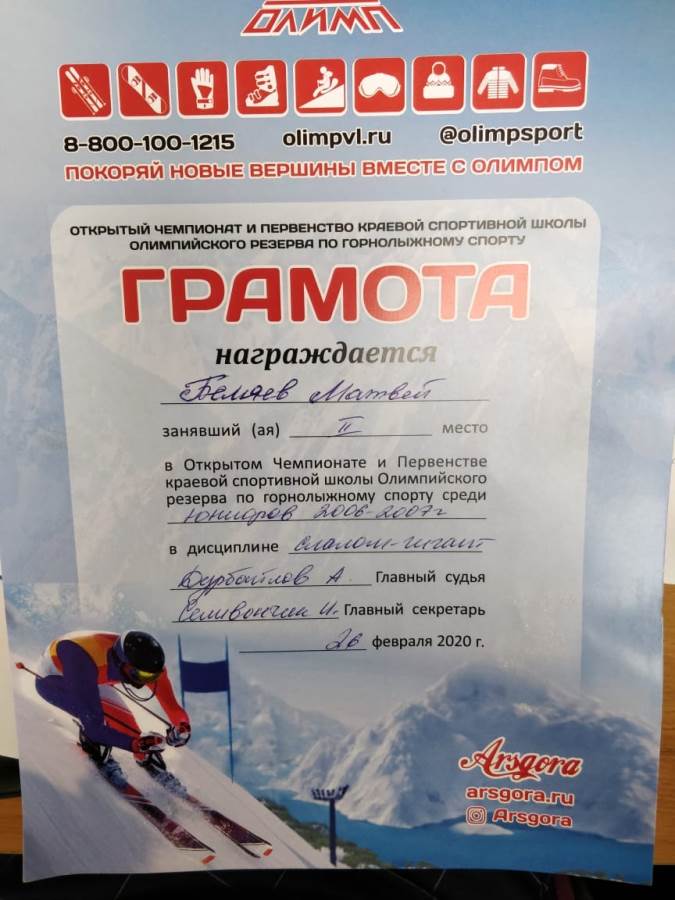 ОЛИМП
8-800-100-1215 olimpvl.ru @olimpsport
ПОКОРЯЙ НОВЫЕ ВЕРШИНЫ ВМЕСТЕ С ОЛИМПОМ
ОТКРЫТЫЙ ЧЕМПИОНАТ И ПЕРВЕНСТВО КРАЕВОЙ СПОРТИВНОЙ ШКОЛЫ
ОЛИМПИЙСКОГО РЕЗЕРВА ПО ГОРНОЛЫЖНОМУ СПОРТУ
ГРАМОТА
награждается
Беляев Матвей
занявший (ая) II место
в Открытом Чемпионате и Первенстве
краевой спортивной школы Олимпийского
резерва по горнолыжному спорту среди
юниоров 2006-2007г
в дисциплине слалом-гигант
А. Главный судья
Селивончик И. Главный секретарь
26 февраля 2020 г.
Arsgora
arsgora.ru
Arsgora